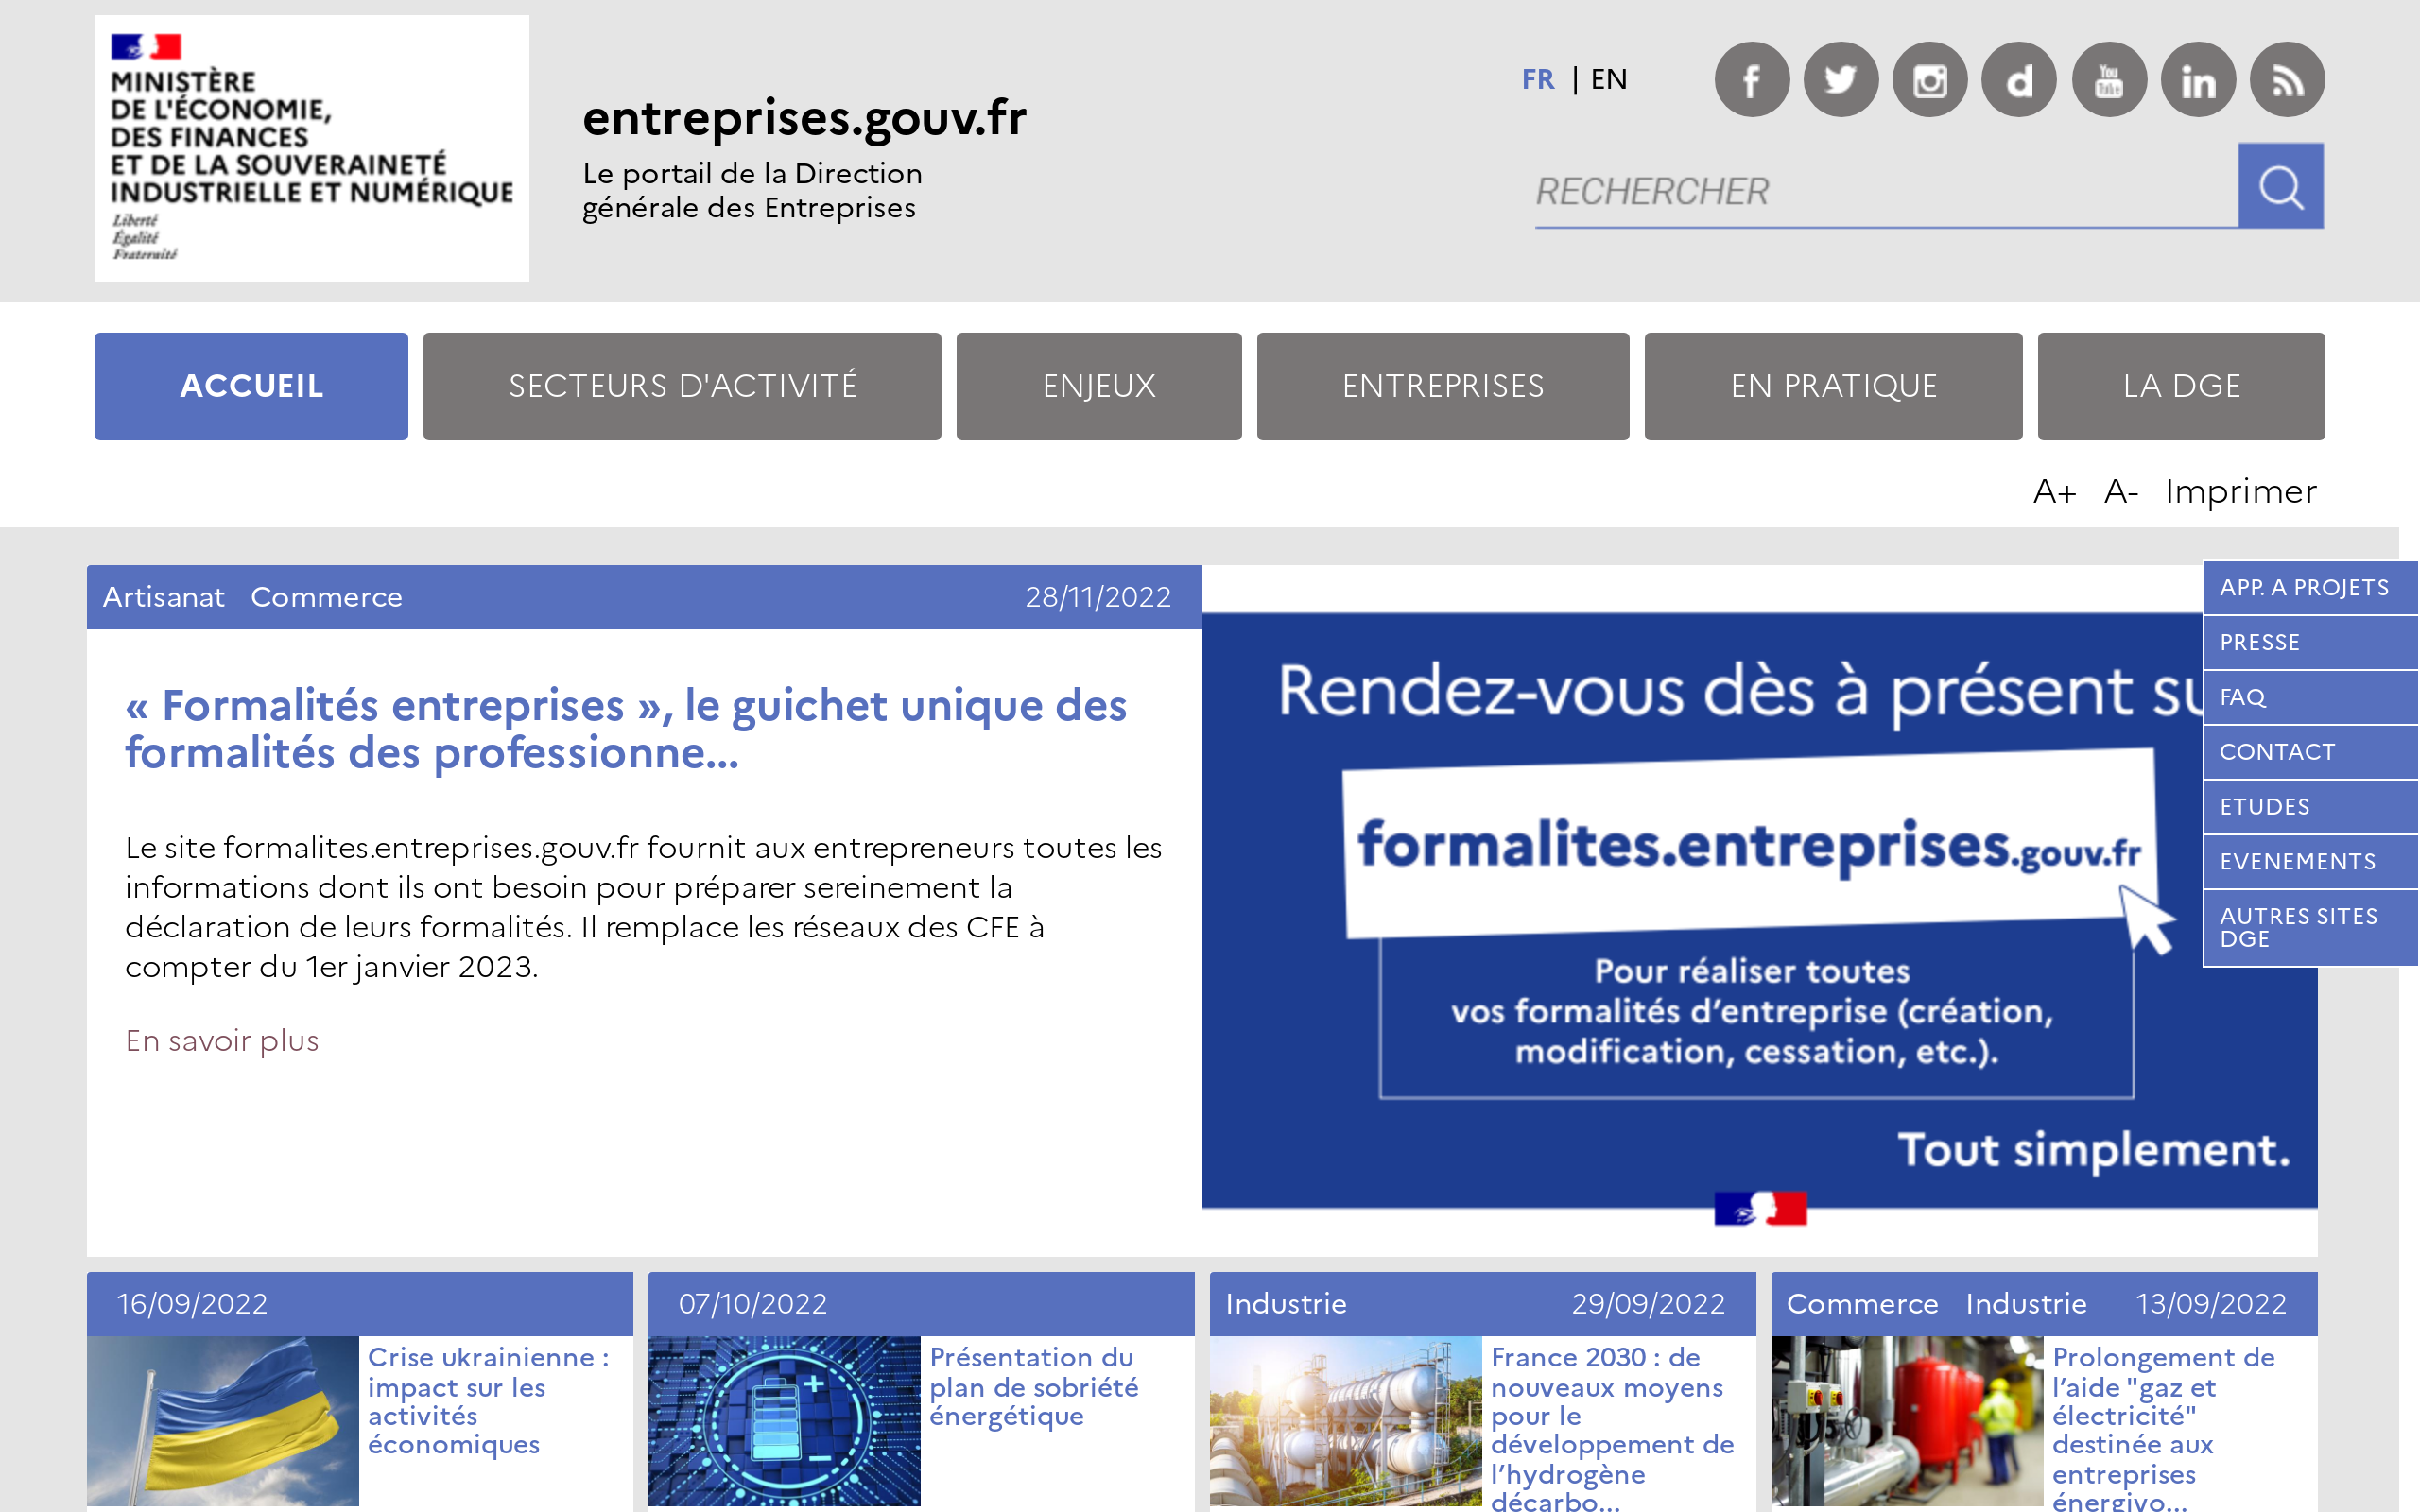 MINISTÈRE
DE L'ÉCONOMIE,
DES FINANCES
ET DE LA SOUVERAINETÉ
INDUSTRIELLE ET NUMÉRIQUE
Liberté
Égalité
Fraternité
entreprises.gouv.fr
Le portail de la Direction
générale des Entreprises
FR | EN
RECHERCHER
ACCUEIL
SECTEURS D'ACTIVITÉ
ENJEUX
ENTREPRISES
EN PRATIQUE
LA DGE
A+ A- Imprimer
Artisanat Commerce 28/11/2022
« Formalités entreprises », le guichet unique des
formalités des professionne...
Le site formalites.entreprises.gouv.fr fournit aux entrepreneurs toutes les
informations dont ils ont besoin pour préparer sereinement la
déclaration de leurs formalités. Il remplace les réseaux des CFE à
compter du 1er janvier 2023.
En savoir plus
Rendez-vous dès à présent su
formalites.entreprises.gouv.fr
Pour réaliser toutes
vos formalités d’entreprise (création,
modification, cessation, etc.).
Tout simplement.
APP. A PROJETS
PRESSE
FAQ
CONTACT
ETUDES
EVENEMENTS
AUTRES SITES
DGE
16/09/2022
Crise ukrainienne :
impact sur les
activités
économiques
07/10/2022
Présentation du
plan de sobriété
énergétique
Industrie 29/09/2022
France 2030 : de
nouveaux moyens
pour le
développement de
l’hydrogène
décarbo...
Commerce Industrie 13/09/2022
Prolongement de
l’aide "gaz et
électricité"
destinée aux
entreprises
énergivo...